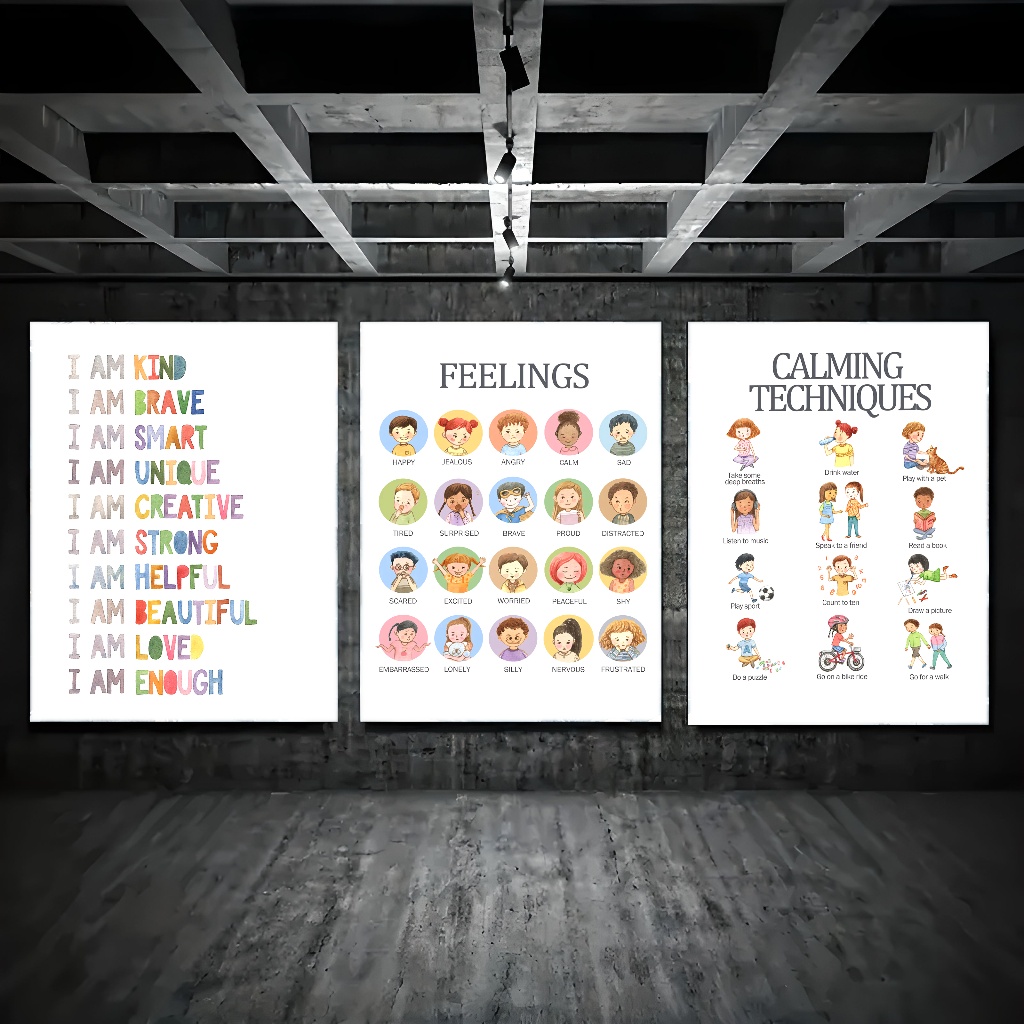 I AM KIND
I AM BRAVE
I AM SMART
I AM UNIQUE
I AM CREATIVE
I AM STRONG
I AM HELPFUL
I AM BEAUTIFUL
I AM LOVED
I AM ENOUGH
FEELINGS
HAPPY JEALOUS ANGRY CALM SAD
TIRED SURPRISED BRAVE PROUD DISTRACTED
SCARED EXCITED WORRIED PEACEFUL SHY
EMBARRASSED LONELY SILLY NERVOUS FRUSTRATED
CALMING
TECHNIQUES
Take some
deep breaths
Drink water
Play with a pet
Listen to music
Speak to a friend
Read a book
Play sport
Count to ten
Draw a picture
Do a puzzle
Go on a bike ride
Go for a walk